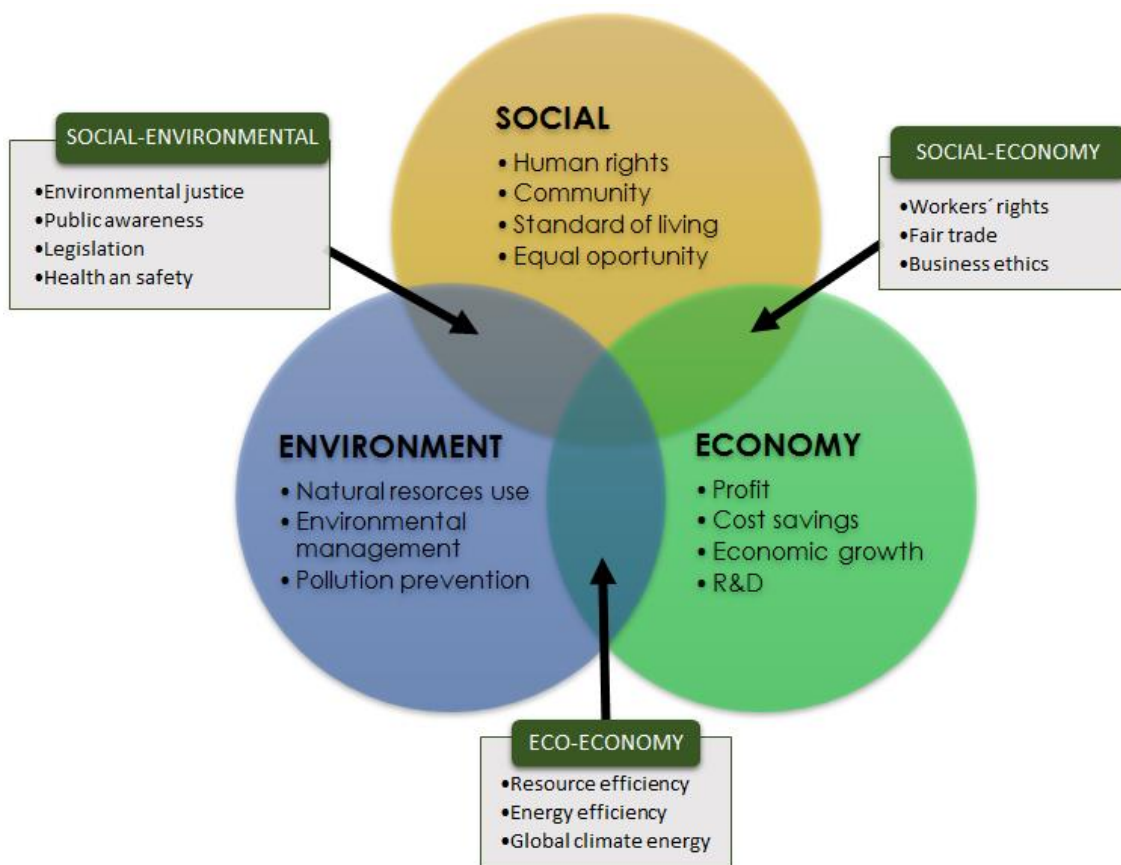 SOCIAL
• Human rights
• Community
• Standard of living
• Equal oportunity
SOCIAL-ENVIRONMENTAL
•Environmental justice
•Public awareness
•Legislation
•Health an safety
SOCIAL-ECONOMY
•Workers´ rights
•Fair trade
•Business ethics
ENVIRONMENT
• Natural resorces use
• Environmental
management
• Pollution prevention
ECONOMY
• Profit
• Cost savings
• Economic growth
• R&D
ECO-ECONOMY
•Resource efficiency
•Energy efficiency
•Global climate energy